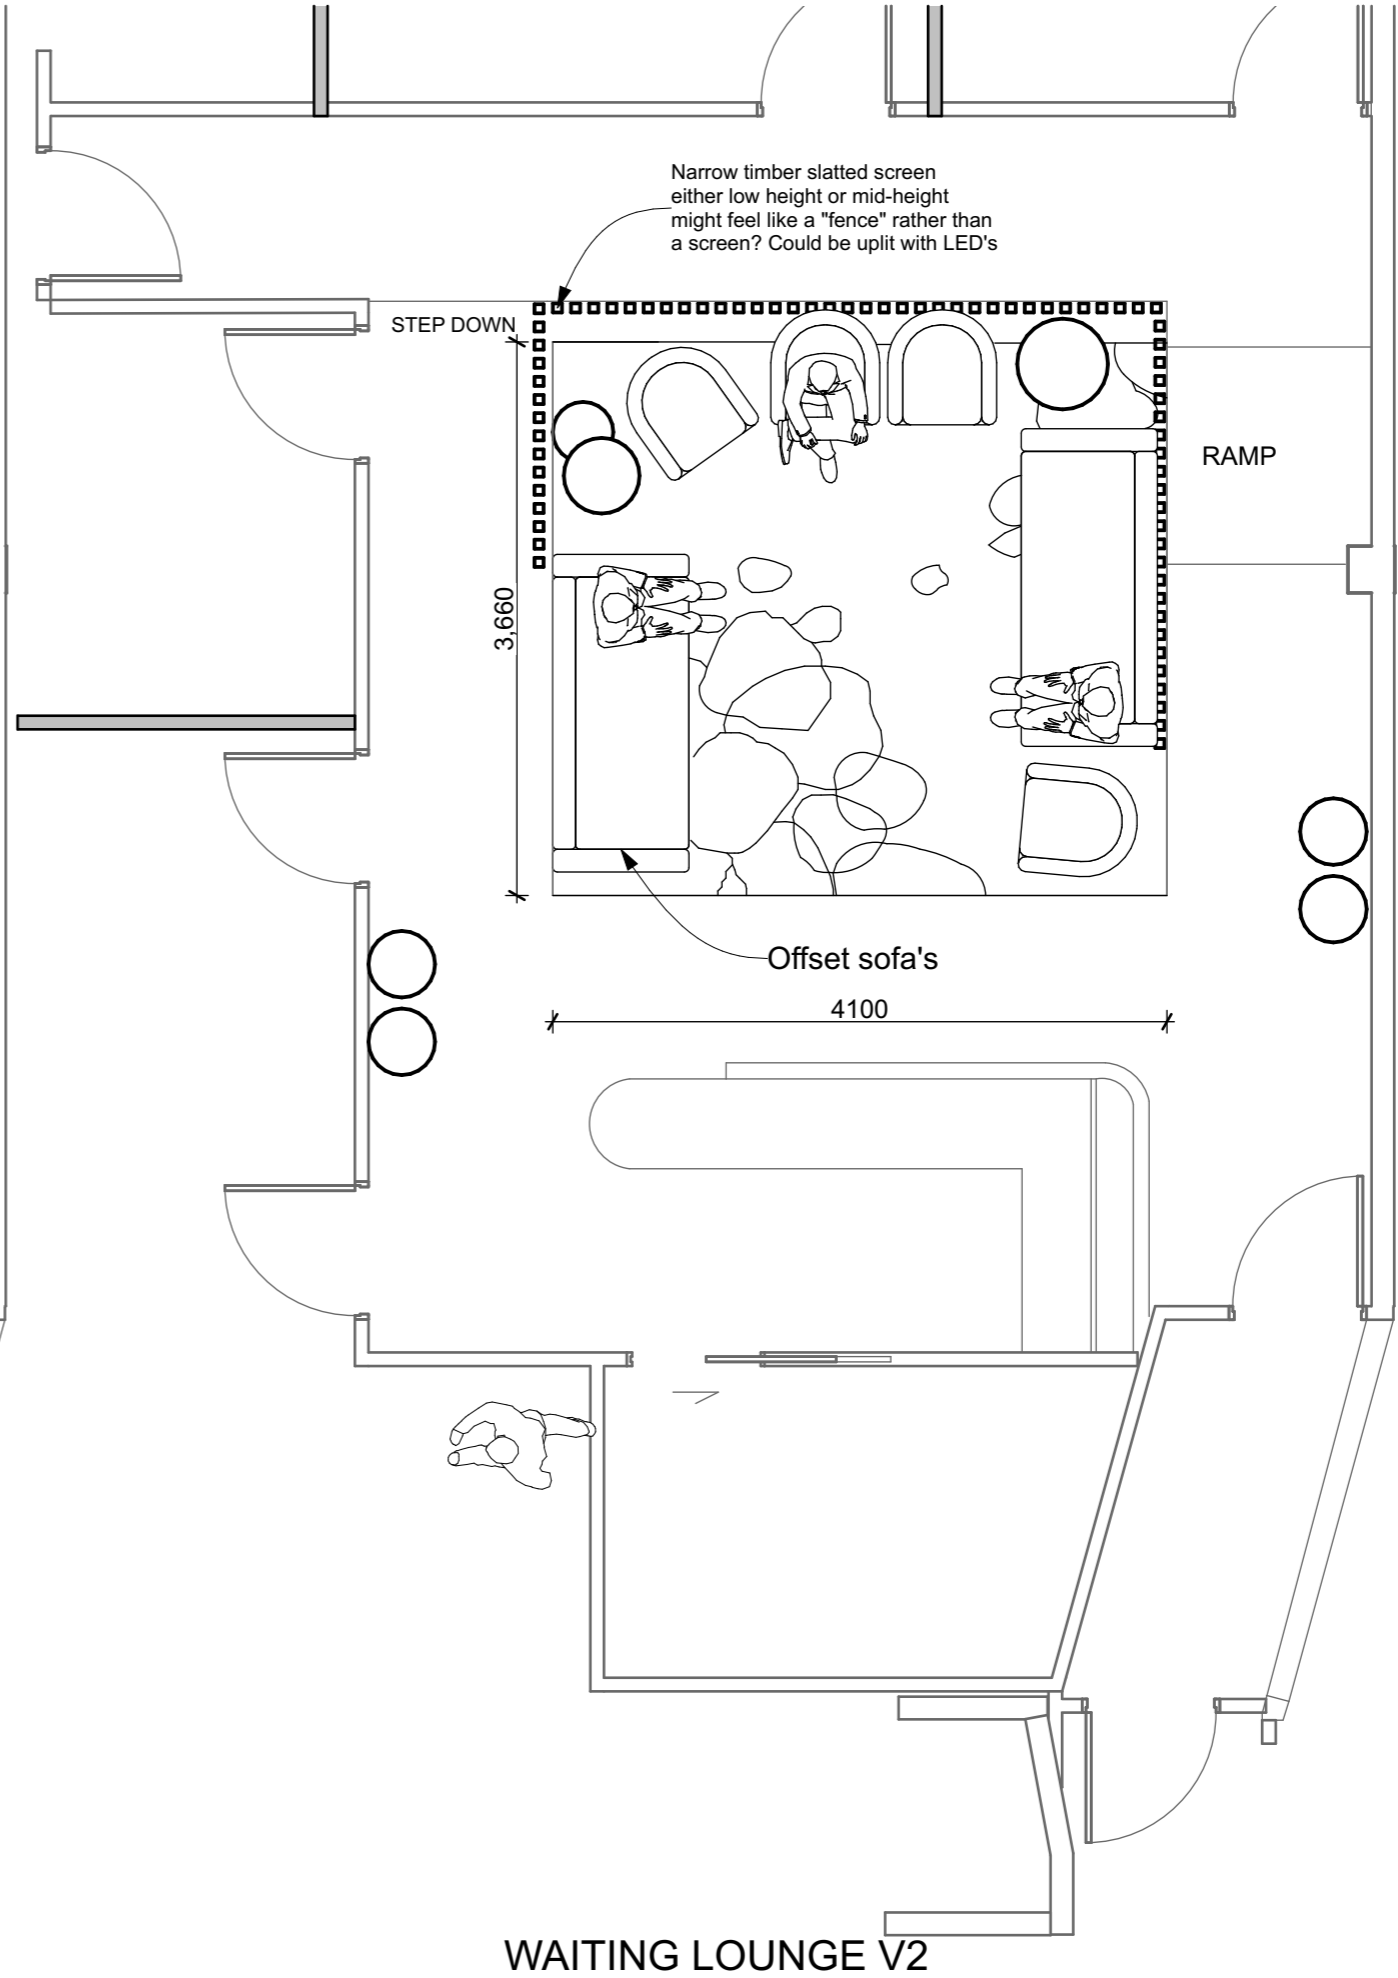 Narrow timber slatted screen
either low height or mid-height
might feel like a "fence" rather than
a screen? Could be uplit with LED's
STEP DOWN
RAMP
3,660
Offset sofa's
4100
WAITING LOUNGE V2